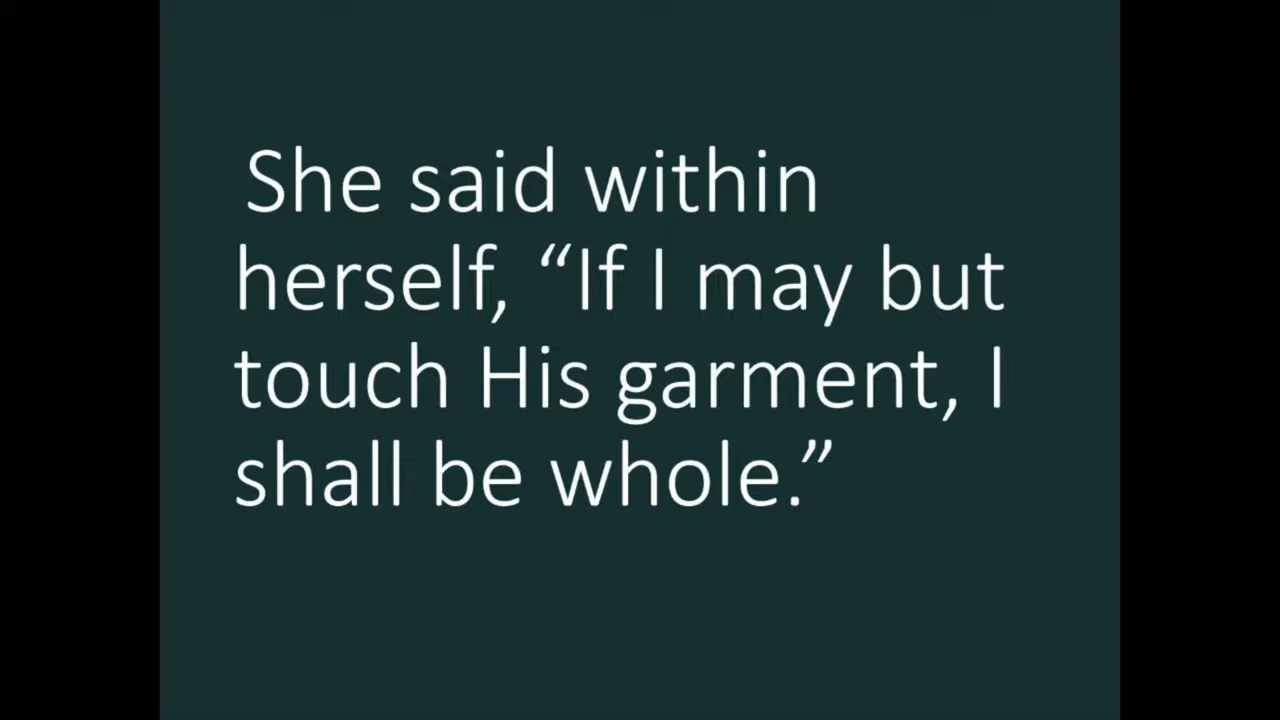 She said within
herself, “If I may but
touch His garment, I
shall be whole.”